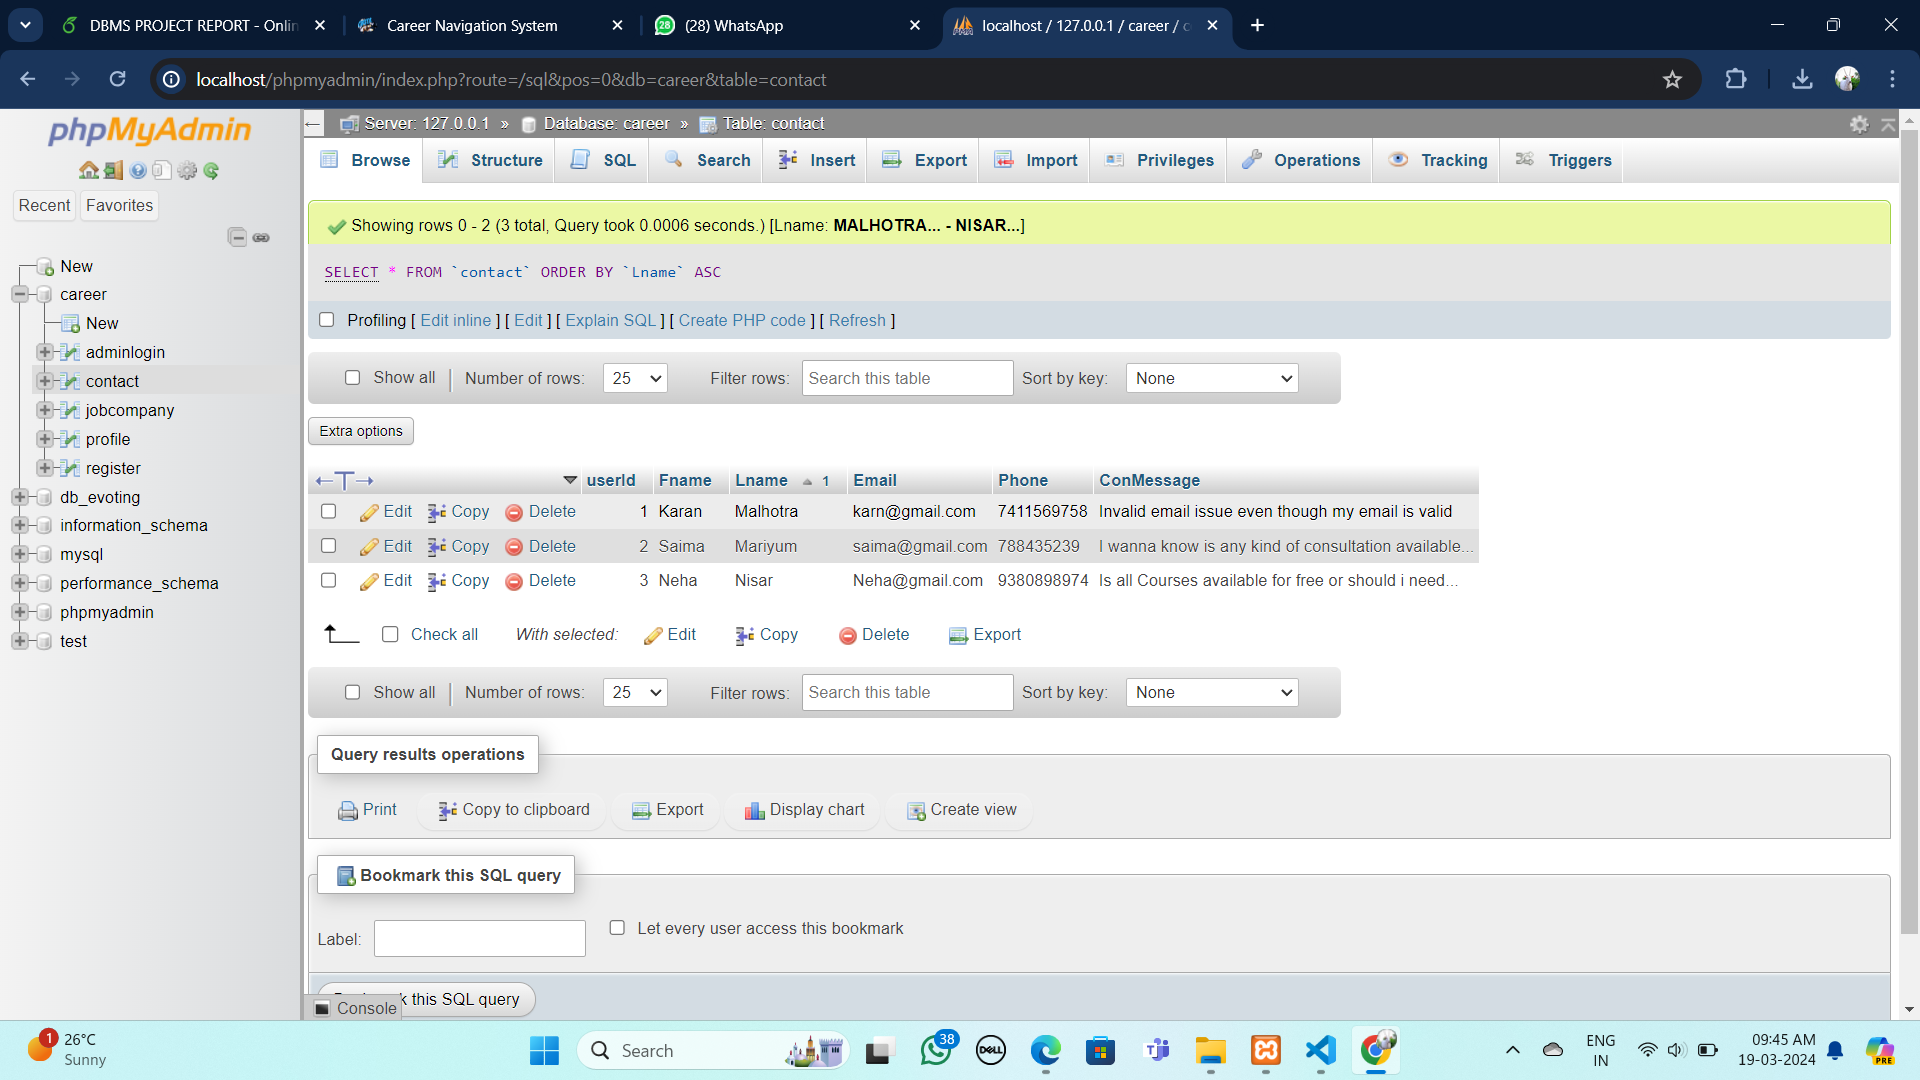 DBMS PROJECT REPORT - Onlin
Career Navigation System
(28) WhatsApp
localhost / 127.0.0.1 / career / c
localhost/phpmyadmin/index.php?route=/sql&pos=0&db=career&table=contact
phpMyAdmin
Recent Favorites
New
career
New
adminlogin
contact
jobcompany
profile
register
db_evoting
information_schema
mysql
performance_schema
phpmyadmin
test
Server: 127.0.0.1 » Database: career » Table: contact
Browse Structure SQL Search Insert Export Import Privileges Operations Tracking Triggers
Showing rows 0 - 2 (3 total, Query took 0.0006 seconds.) [Lname: MALHOTRA... - NISAR...]
SELECT * FROM `contact` ORDER BY `Lname` ASC
Profiling [ Edit inline ] [ Edit ] [ Explain SQL ] [ Create PHP code ] [ Refresh ]
Show all Number of rows: 25 Filter rows: Search this table Sort by key: None
Extra options
userId Fname Lname 1 Email Phone ConMessage
Edit Copy Delete 1 Karan Malhotra karn@gmail.com 7411569758 Invalid email issue even though my email is valid
Edit Copy Delete 2 Saima Mariyum saima@gmail.com 788435239 I wanna know is any kind of consultation available...
Edit Copy Delete 3 Neha Nisar Neha@gmail.com 9380898974 Is all Courses available for free or should i need...
Check all With selected: Edit Copy Delete Export
Show all Number of rows: 25 Filter rows: Search this table Sort by key: None
Query results operations
Print Copy to clipboard Export Display chart Create view
Bookmark this SQL query
Label: Let every user access this bookmark
k this SQL query
Console
1 26°C
Sunny
Search
38
DELL
ENG
IN
09:45 AM
19-03-2024
PRE